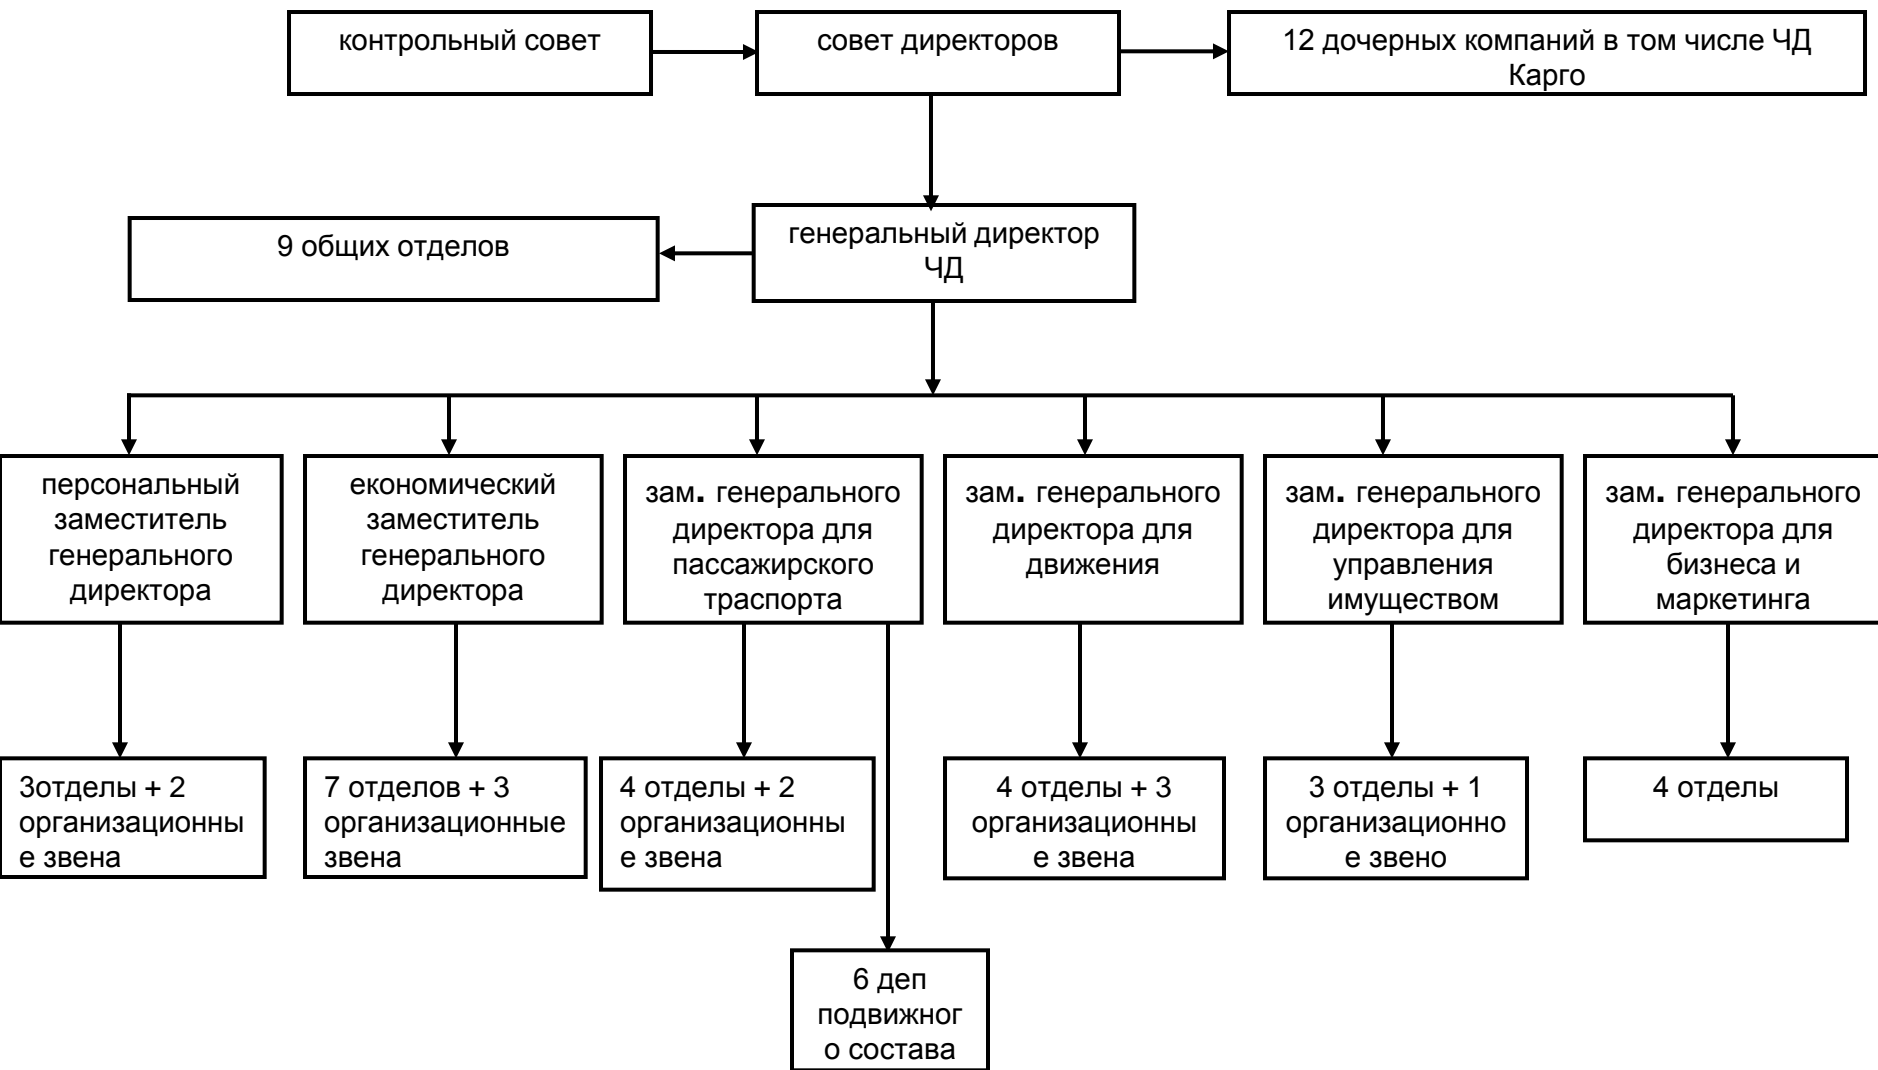 контрольный совет
совет директоров
12 дочерных компаний в том числе ЧД
Карго
9 общих отделов
генеральный директор
ЧД
персональный
заместитель
генерального
директора
економический
заместитель
генерального
директора
зам. генерального
директора для
пассажирского
траспорта
зам. генерального
директора для
движения
зам. генерального
директора для
управления
имуществом
зам. генерального
директора для
бизнеса и
маркетинга
3отделы + 2
организационны
е звена
7 отделов + 3
организационные
звена
4 отделы + 2
организационны
е звена
4 отделы + 3
организационны
е звена
3 отделы + 1
организационно
е звено
4 отделы
6 деп
подвижног
о состава